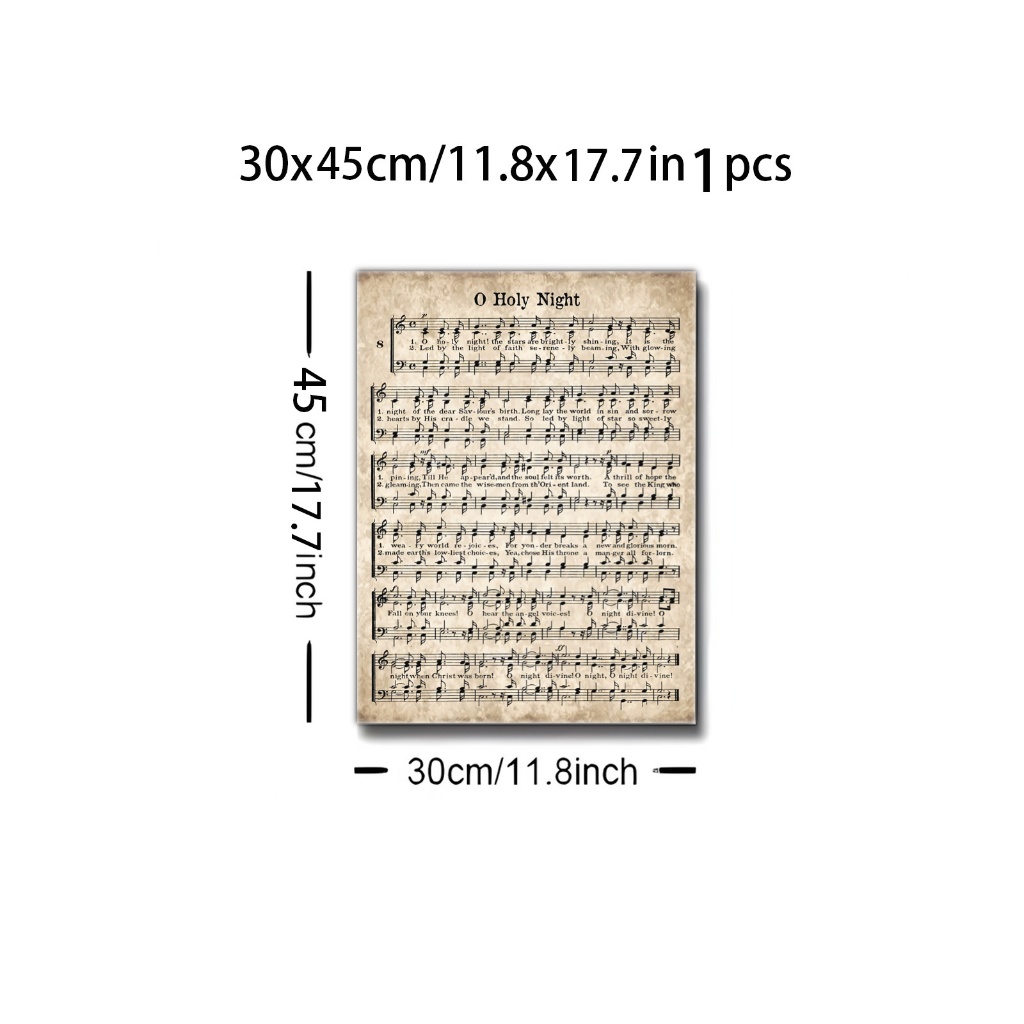 30x45cm/11.8x17.7in 1pcs
45cm/17.7inch
O Holy Night
8
1. O ho-ly night! the stars are bright-ly shin-ing, It is the
2. Led by the light of faith se-rene-ly beam-ing, With glow-ing
1. night of the dear Sav-iour's birth. Long lay the world in sin and sor-row
2. hearts by His cra-dle we stand. So led by light of star so sweet-ly
mf
1. pin-ing, Till He ap-pear'd, and the soul felt its worth. A thrill of hope the
2. gleam-ing, Then came the wise-men from th'Ori-ent land. To see the King who
1. wea-ry world re-joic-es, For yon-der breaks a new and glorious morn.
2. made earth's low-liest choic-es, Yea, chose His throne a man-ger all for-lorn.
Fall on your knees! O hear the an-gel voic-es! O night di-vine! O
night when Christ was born! O night di-vine! O night, O night di-vine!
30cm/11.8inch